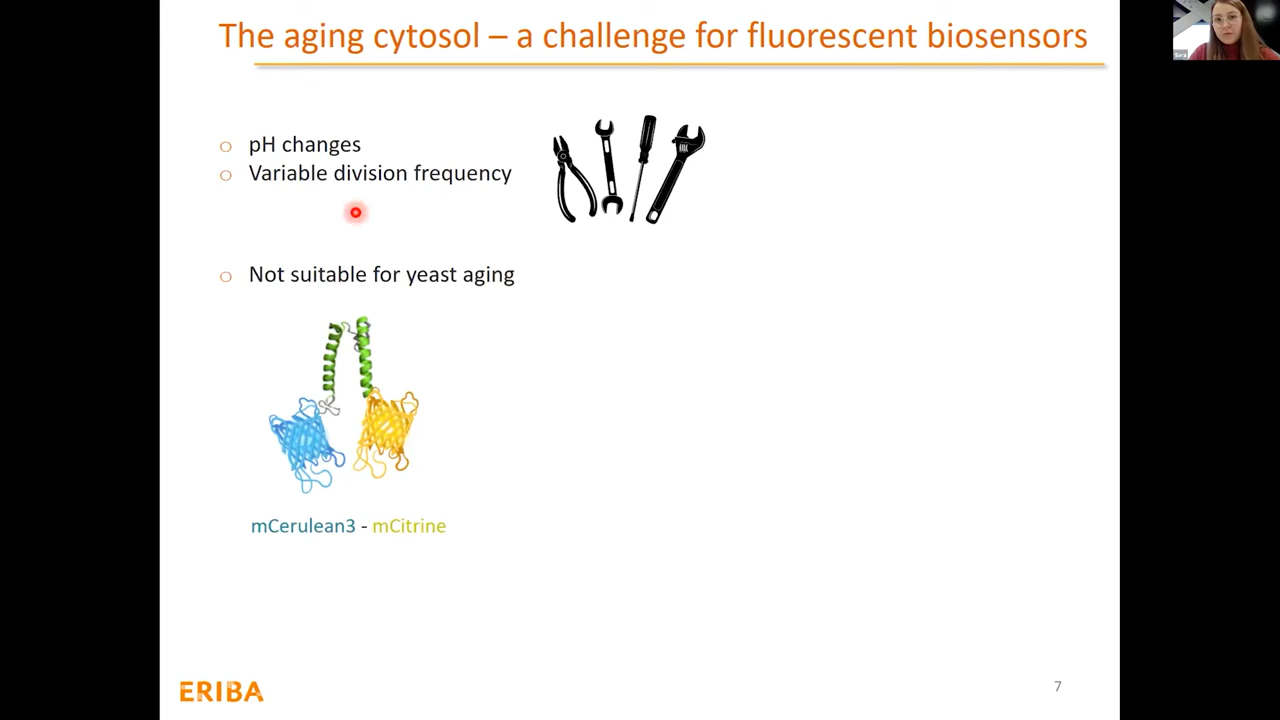 The aging cytosol – a challenge for fluorescent biosensors
pH changes
Variable division frequency
Not suitable for yeast aging
mCerulean3 - mCitrine
ERIBA
7
Sara